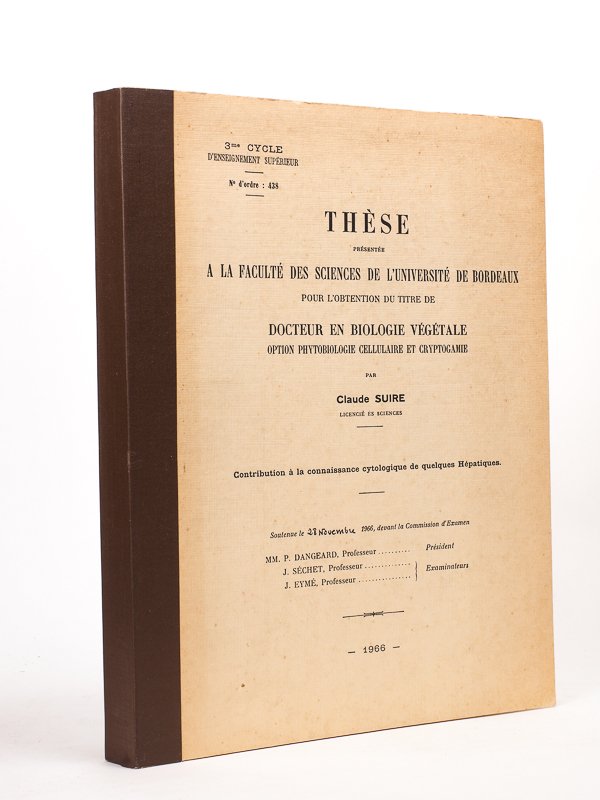 3me CYCLE
D'ENSEIGNEMENT SUPÉRIEUR
No d'ordre : 438
THÈSE
PRÉSENTÉE
A LA FACULTÉ DES SCIENCES DE L'UNIVERSITÉ DE BORDEAUX
POUR L'OBTENTION DU TITRE DE
DOCTEUR EN BIOLOGIE VÉGÉTALE
OPTION PHYTOBIOLOGIE CELLULAIRE ET CRYPTOGAMIE
PAR
Claude SUIRE
LICENCIÉ ES SCIENCES
Contribution à la connaissance cytologique de quelques Hépatiques.
Soutenue le 28 Novembre 1966, devant la Commission d'Examen
MM. P. DANGEARD, Professeur .......... Président
J. SÉCHET, Professeur ..............
J. EYMÉ, Professeur ................ Examinateurs
— 1966 —